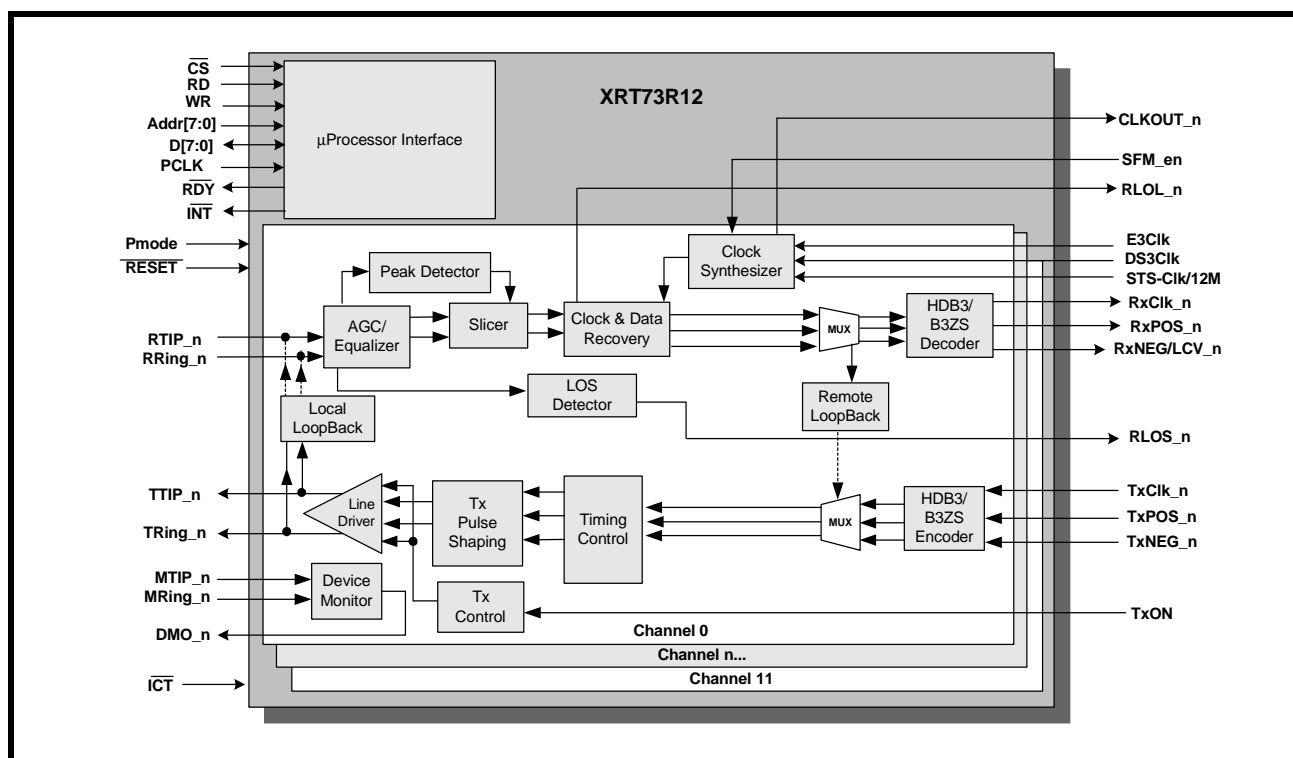 XRT73R12
CS
RD
WR
Addr[7:0]
D[7:0]
PCLK
RDY
INT
Pmode
RESET
RTIP_n
RRing_n
TTIP_n
TRing_n
MTIP_n
MRing_n
DMO_n
ICT
µProcessor Interface
Peak Detector
AGC/
Equalizer
Slicer
Clock & Data
Recovery
Clock
Synthesizer
MUX
HDB3/
B3ZS
Decoder
LOS
Detector
Remote
LoopBack
Local
LoopBack
Line
Driver
Tx
Pulse
Shaping
Timing
Control
MUX
HDB3/
B3ZS
Encoder
Device
Monitor
Tx
Control
Channel 0
Channel n...
Channel 11
CLKOUT_n
SFM_en
RLOL_n
E3Clk
DS3Clk
STS-Clk/12M
RxClk_n
RxPOS_n
RxNEG/LCV_n
RLOS_n
TxClk_n
TxPOS_n
TxNEG_n
TxON